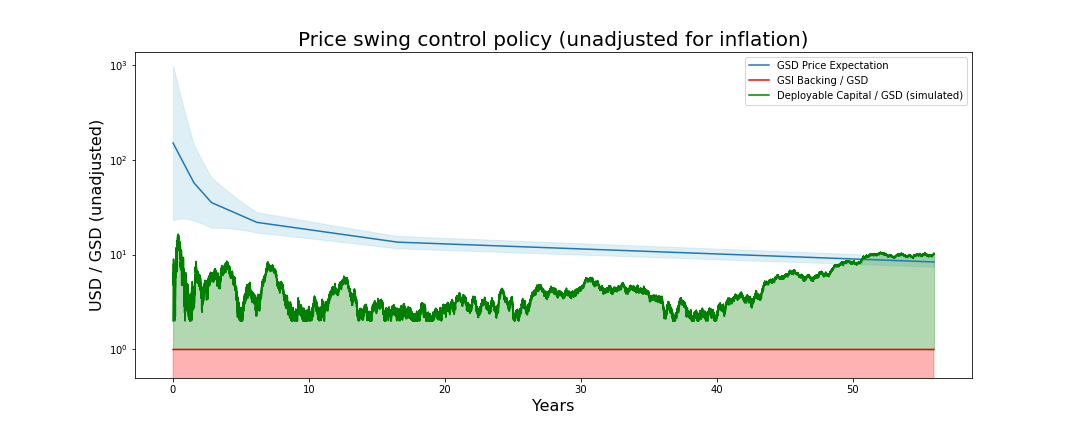 Price swing control policy (unadjusted for inflation)
GSD Price Expectation
GSI Backing / GSD
Deployable Capital / GSD (simulated)
USD / GSD (unadjusted)
10³
10²
10¹
10⁰
0 10 20 30 40 50
Years